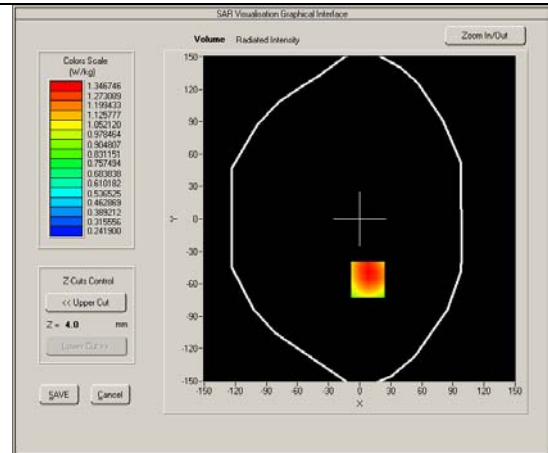 SAR Visualisation Graphical Interface
Volume Radiated Intensity
Zoom In/Out
Colors Scale
(W/kg)
1.346746
1.273089
1.199433
1.125777
1.052120
0.978464
0.904807
0.831151
0.757494
0.683838
0.610182
0.536525
0.462869
0.389212
0.315556
0.241900
Z Cuts Control
<< Upper Cut
Z = 4.0 mm
Lower Cut >>
SAVE Cancel
150
120
90
60
30
0
-30
-60
-90
-120
-150
Y
-150 -120 -90 -60 -30 0 30 60 90 120 150
X